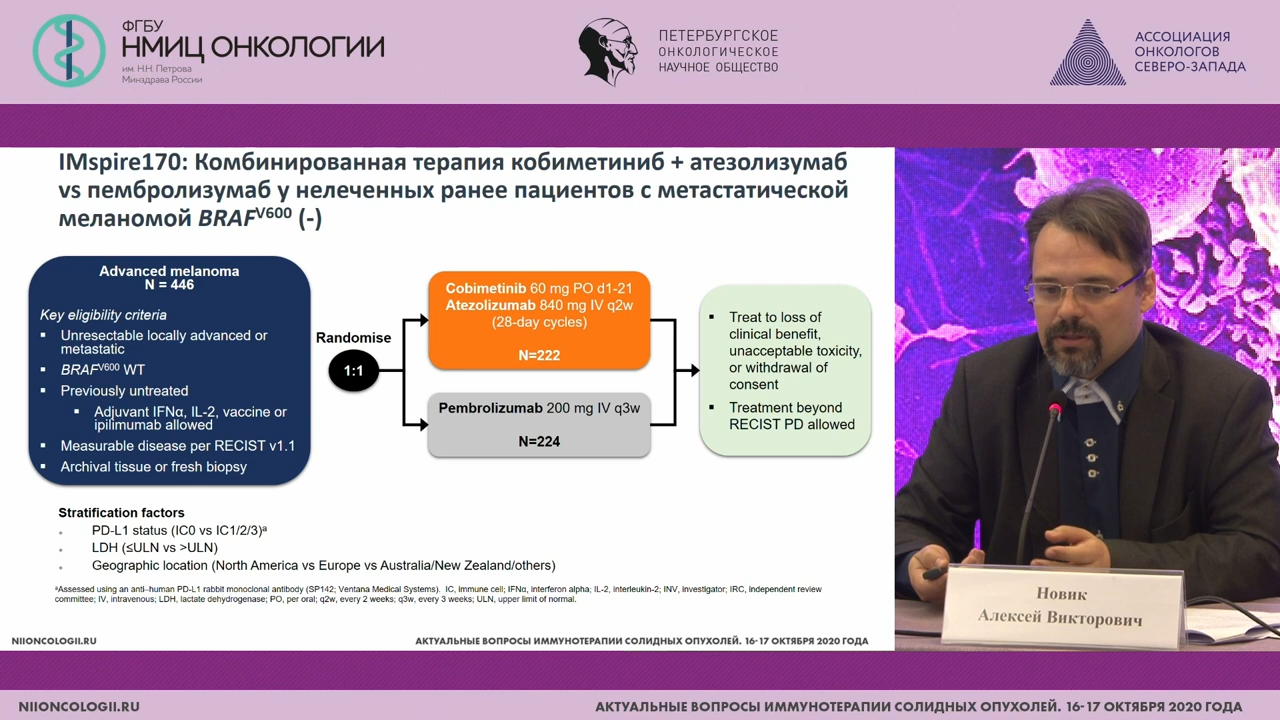 ФГБУ
НМИЦ ОНКОЛОГИИ
им. Н.Н. Петрова
Минздрава России
ПЕТЕРБУРГСКОЕ
ОНКОЛОГИЧЕСКОЕ
НАУЧНОЕ ОБЩЕСТВО
АССОЦИАЦИЯ
ОНКОЛОГОВ
СЕВЕРО-ЗАПАДА
IMspire170: Комбинированная терапия кобиметиниб + атезолизумаб
vs пембролизумаб у нелеченных ранее пациентов с метастатической
меланомой BRAFV600 (-)
Advanced melanoma
N = 446
Key eligibility criteria
▪ Unresectable locally advanced or
metastatic
▪ BRAFV600 WT
▪ Previously untreated
▪ Adjuvant IFNα, IL-2, vaccine or
ipilimumab allowed
▪ Measurable disease per RECIST v1.1
▪ Archival tissue or fresh biopsy
Randomise
1:1
Cobimetinib 60 mg PO d1-21
Atezolizumab 840 mg IV q2w
(28-day cycles)
N=222
Pembrolizumab 200 mg IV q3w
N=224
▪ Treat to loss of
clinical benefit,
unacceptable toxicity,
or withdrawal of
consent
▪ Treatment beyond
RECIST PD allowed
Stratification factors
• PD-L1 status (IC0 vs IC1/2/3)a
• LDH (≤ULN vs >ULN)
• Geographic location (North America vs Europe vs Australia/New Zealand/others)
aAssessed using an anti–human PD-L1 rabbit monoclonal antibody (SP142; Ventana Medical Systems). IC, immune cell; IFNα, interferon alpha; IL-2, interleukin-2; INV, investigator; IRC, independent review
committee; IV, intravenous; LDH, lactate dehydrogenase; PO, per oral; q2w, every 2 weeks; q3w, every 3 weeks; ULN, upper limit of normal.
NIIONCOLOGII.RU
АКТУАЛЬНЫЕ ВОПРОСЫ ИММУНОТЕРАПИИ СОЛИДНЫХ ОПУХОЛЕЙ. 16-17 ОКТЯБРЯ 2020 ГОДА
Новик
Алексей Викторович
NIIONCOLOGII.RU
АКТУАЛЬНЫЕ ВОПРОСЫ ИММУНОТЕРАПИИ СОЛИДНЫХ ОПУХОЛЕЙ. 16-17 ОКТЯБРЯ 2020 ГОДА